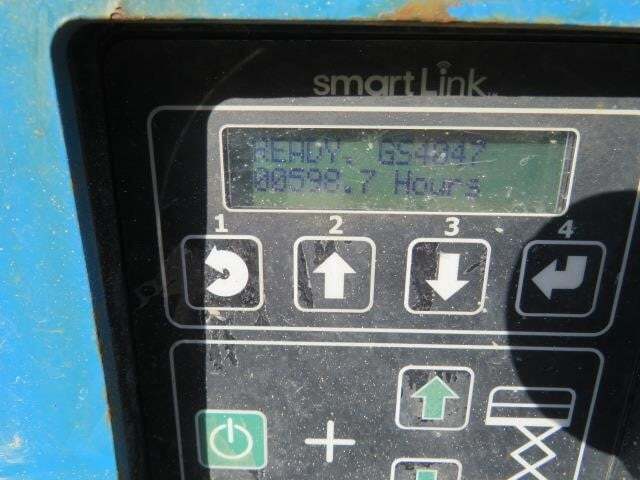 smartLink
READY. GS4047
00598.7 Hours
1 2 3 4